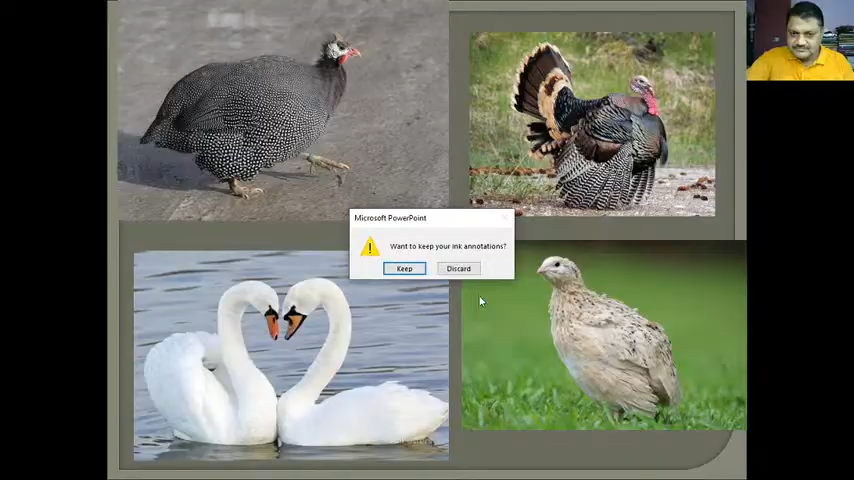 Microsoft PowerPoint
Want to keep your ink annotations?
Keep
Discard